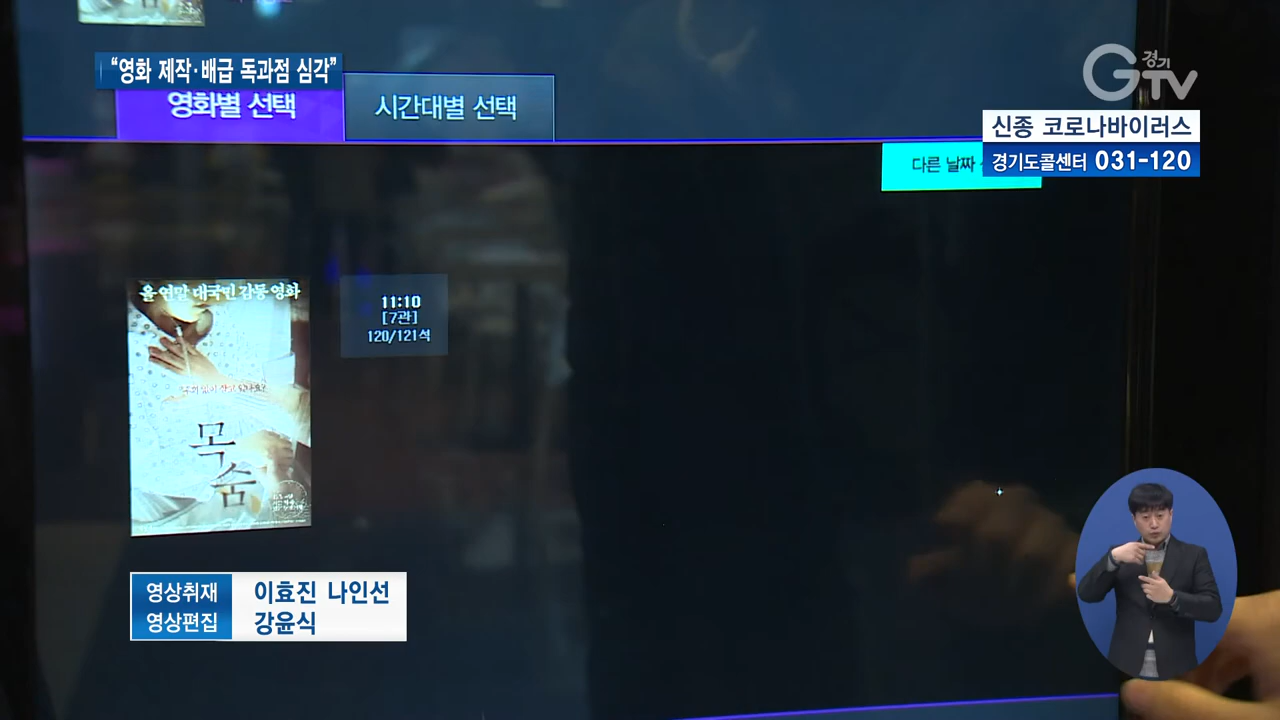 “영화 제작·배급 독과점 심각”
경기
GTV
영화별 선택
시간대별 선택
신종 코로나바이러스
경기도콜센터 031-120
다른 날짜
올 연말 대국민 감동 영화
11:10
[7관]
120/121석
목
숨
영상취재 이효진 나인선
영상편집 강윤식